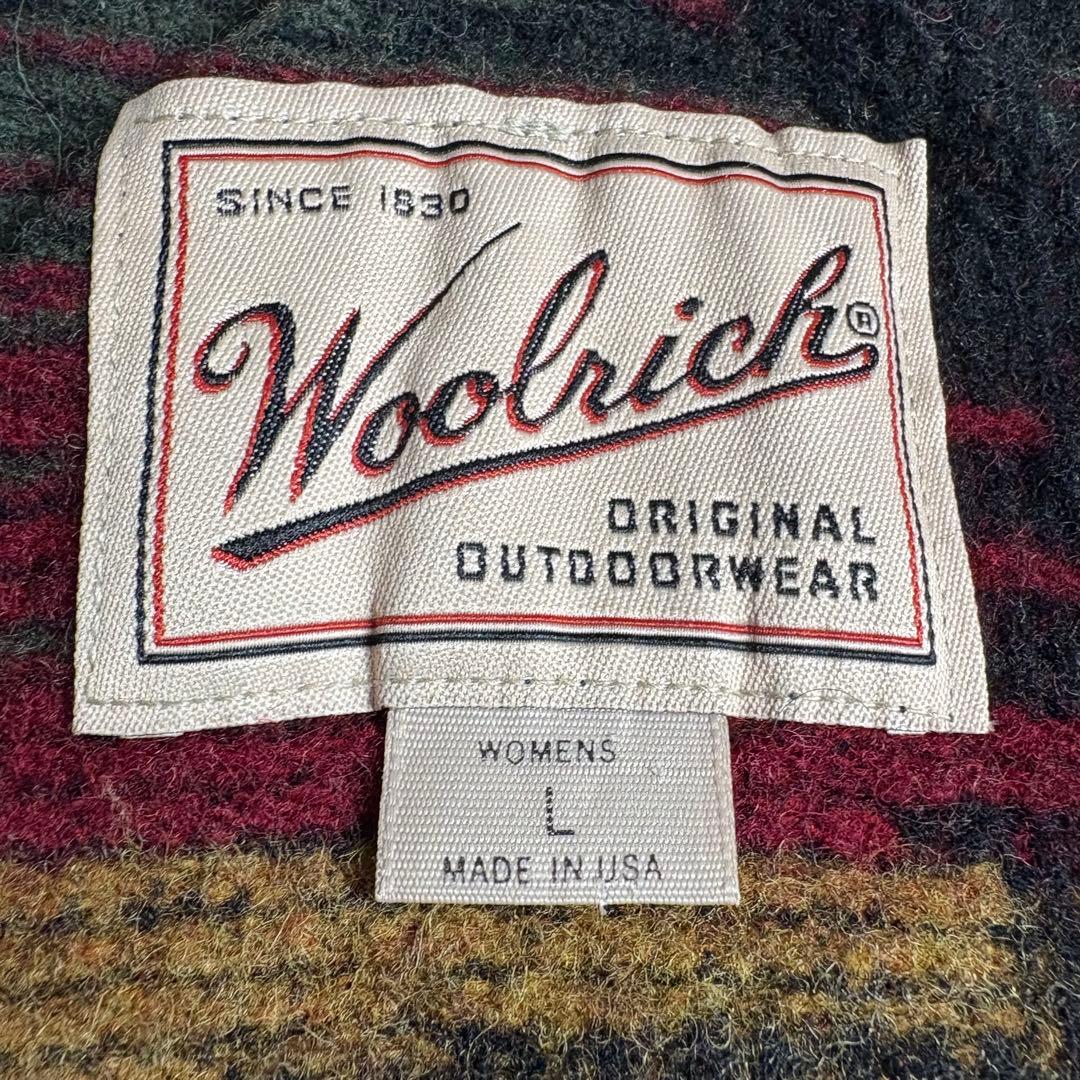 SINCE 1830
Woolrich®
ORIGINAL
OUTDOORWEAR
WOMENS
L
MADE IN USA